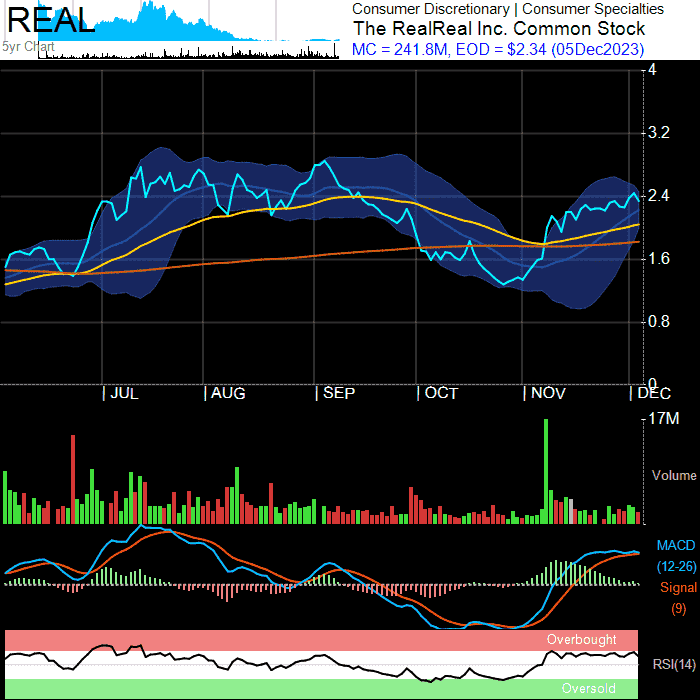 REAL
5yr Chart
Consumer Discretionary | Consumer Specialties
The RealReal Inc. Common Stock
MC = 241.8M, EOD = $2.34 (05Dec2023)
4
3.2
2.4
1.6
0.8
0
| JUL | AUG | SEP | OCT | NOV | DEC
17M
Volume
MACD
(12-26)
Signal
(9)
Overbought
RSI(14)
Oversold